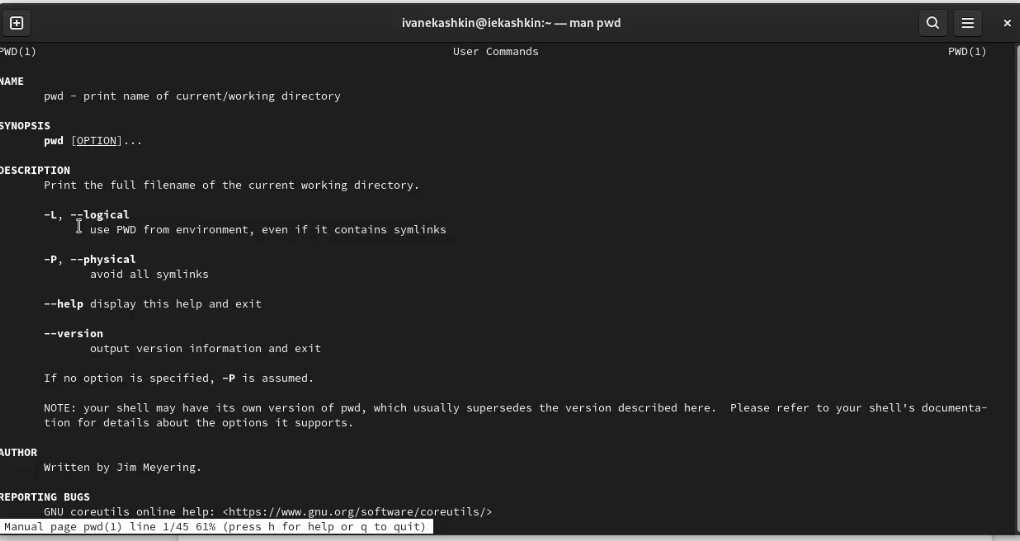 ivanekashkin@iekashkin:~ — man pwd
PWD(1) User Commands PWD(1)
NAME
pwd - print name of current/working directory
SYNOPSIS
pwd [OPTION]...
DESCRIPTION
Print the full filename of the current working directory.
-L, --logical
use PWD from environment, even if it contains symlinks
-P, --physical
avoid all symlinks
--help display this help and exit
--version
output version information and exit
If no option is specified, -P is assumed.
NOTE: your shell may have its own version of pwd, which usually supersedes the version described here. Please refer to your shell's documenta-
tion for details about the options it supports.
AUTHOR
Written by Jim Meyering.
REPORTING BUGS
GNU coreutils online help: <https://www.gnu.org/software/coreutils/>
Manual page pwd(1) line 1/45 61% (press h for help or q to quit)